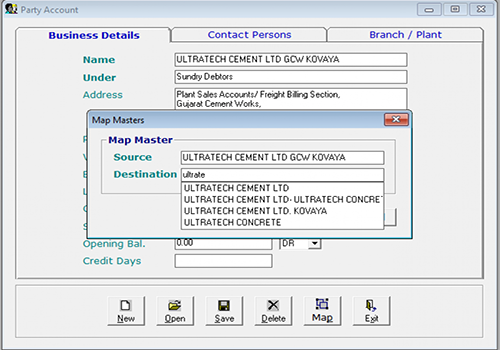 Party Account
Business Details
Contact Persons
Branch / Plant
Name
ULTRATECH CEMENT LTD GCW KOVAYA
Under
Sundry Debtors
Address
Plant Sales Accounts/ Freight Billing Section,
Gujarat Cement Works,
Map Masters
Map Master
Source
ULTRATECH CEMENT LTD GCW KOVAYA
Destination
ultrate
ULTRATECH CEMENT LTD
ULTRATECH CEMENT LTD- ULTRATECH CONCRET
ULTRATECH CEMENT LTD. KOVAYA
ULTRATECH CONCRETE
Opening Bal.
0.00
DR
Credit Days
New
Open
Save
Delete
Map
Exit